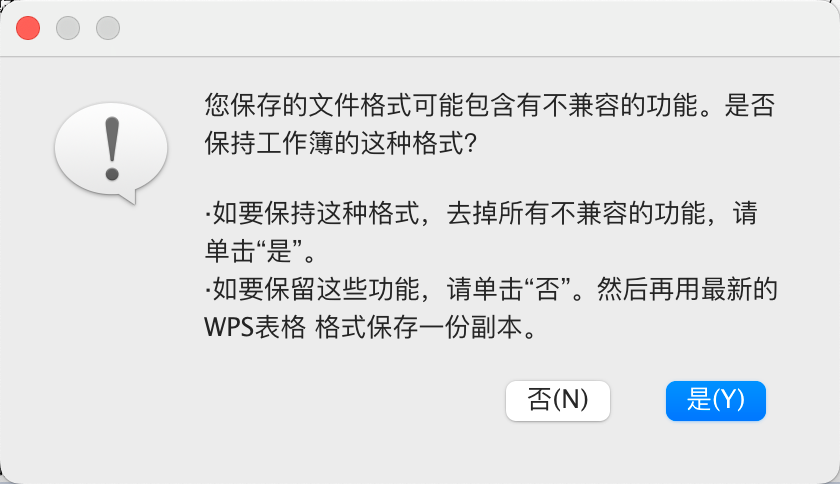 您保存的文件格式可能包含有不兼容的功能。是否
保持工作簿的这种格式?
·如要保持这种格式，去掉所有不兼容的功能，请
单击“是”。
·如要保留这些功能，请单击“否”。然后再用最新的
WPS表格 格式保存一份副本。
否(N)
是(Y)